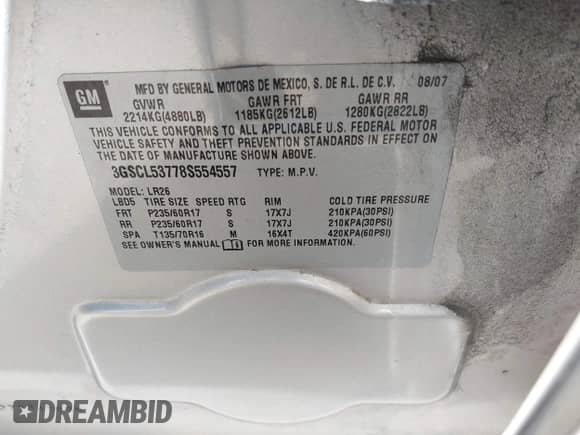 GM
MFD BY GENERAL MOTORS DE MEXICO, S. DE R.L. DE C.V. 08/07
GVWR GAWR FRT GAWR RR
2214KG(4880LB) 1185KG(2612LB) 1280KG(2822LB)
THIS VEHICLE CONFORMS TO ALL APPLICABLE U.S. FEDERAL MOTOR
VEHICLE SAFETY AND THEFT PREVENTION STANDARDS IN EFFECT ON
THE DATE OF MANUFACTURE SHOWN ABOVE.
3GSCL53778S554557 TYPE: M.P.V.
MODEL: LR26
LBD5 TIRE SIZE SPEED RTG RIM COLD TIRE PRESSURE
FRT P235/60R17 S 17X7J 210KPA(30PSI)
RR P235/60R17 S 17X7J 210KPA(30PSI)
SPA T135/70R16 M 16X4T 420KPA(60PSI)
SEE OWNER'S MANUAL FOR MORE INFORMATION.
DREAMBID